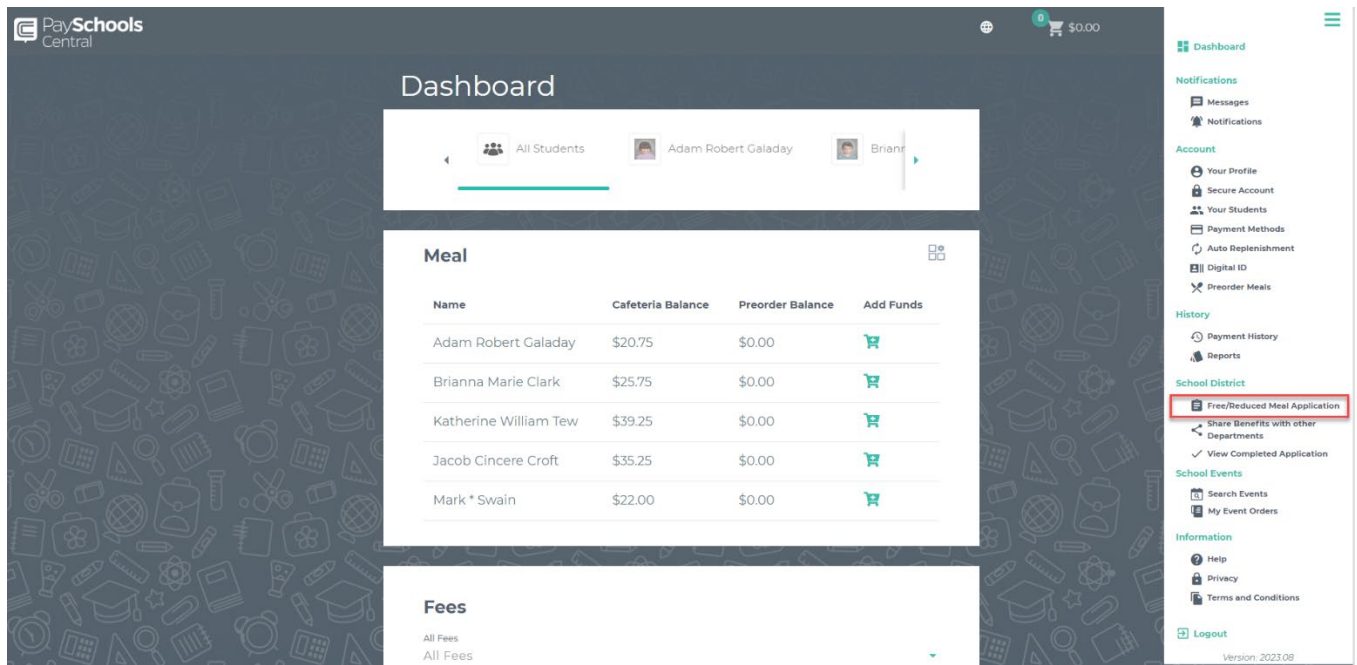 PaySchools
Central
0
$0.00
Dashboard
All Students
Adam Robert Galaday
Briann
Meal
Name Cafeteria Balance Preorder Balance Add Funds
Adam Robert Galaday $20.75 $0.00
Brianna Marie Clark $25.75 $0.00
Katherine William Tew $39.25 $0.00
Jacob Cincere Croft $35.25 $0.00
Mark * Swain $22.00 $0.00
Fees
All Fees
All Fees
Dashboard
Notifications
Messages
Notifications
Account
Your Profile
Secure Account
Your Students
Payment Methods
Auto Replenishment
Digital ID
Preorder Meals
History
Payment History
Reports
School District
Free/Reduced Meal Application
Share Benefits with other
Departments
View Completed Application
School Events
Search Events
My Event Orders
Information
Help
Privacy
Terms and Conditions
Logout
Version: 2023.08